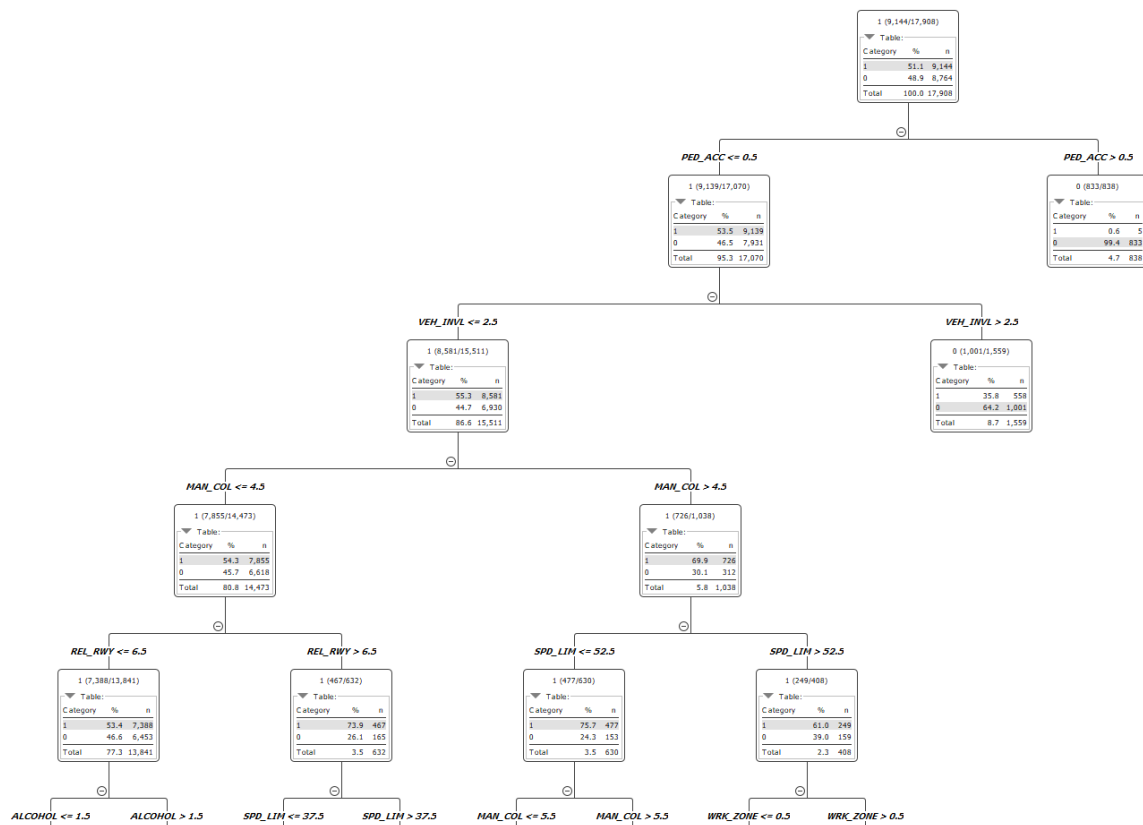 1 (9,144/17,908)
Table:
Category % n
1 51.1 9,144
0 48.9 8,764
Total 100.0 17,908
PED_ACC <= 0.5
PED_ACC > 0.5
1 (9,139/17,070)
Table:
Category % n
1 53.5 9,139
0 46.5 7,931
Total 95.3 17,070
0 (833/838)
Table:
Category % n
1 0.6 5
0 99.4 833
Total 4.7 838
VEH_INVL <= 2.5
VEH_INVL > 2.5
1 (8,581/15,511)
Table:
Category % n
1 55.3 8,581
0 44.7 6,930
Total 86.6 15,511
0 (1,001/1,559)
Table:
Category % n
1 35.8 558
0 64.2 1,001
Total 8.7 1,559
MAN_COL <= 4.5
MAN_COL > 4.5
1 (7,855/14,473)
Table:
Category % n
1 54.3 7,855
0 45.7 6,618
Total 80.8 14,473
1 (726/1,038)
Table:
Category % n
1 69.9 726
0 30.1 312
Total 5.8 1,038
REL_RWY <= 6.5
REL_RWY > 6.5
SPD_LIM <= 52.5
SPD_LIM > 52.5
1 (7,388/13,841)
Table:
Category % n
1 53.4 7,388
0 46.6 6,453
Total 77.3 13,841
1 (467/632)
Table:
Category % n
1 73.9 467
0 26.1 165
Total 3.5 632
1 (477/630)
Table:
Category % n
1 75.7 477
0 24.3 153
Total 3.5 630
1 (249/408)
Table:
Category % n
1 61.0 249
0 39.0 159
Total 2.3 408
ALCOHOL <= 1.5
ALCOHOL > 1.5
SPD_LIM <= 37.5
SPD_LIM > 37.5
MAN_COL <= 5.5
MAN_COL > 5.5
WRK_ZONE <= 0.5
WRK_ZONE > 0.5